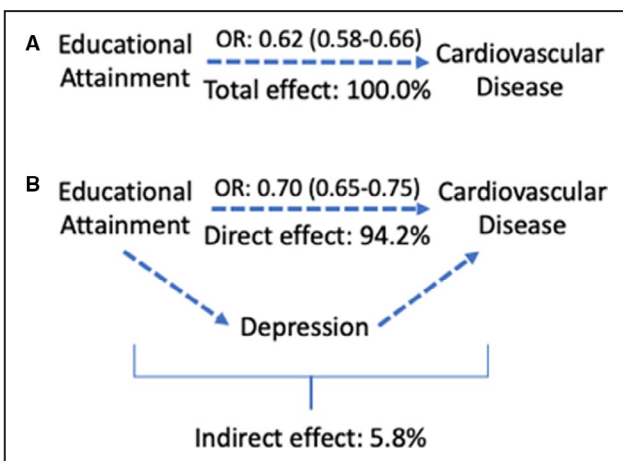 A
Educational
Attainment
OR: 0.62 (0.58-0.66)
Total effect: 100.0%
Cardiovascular
Disease
B
Educational
Attainment
OR: 0.70 (0.65-0.75)
Direct effect: 94.2%
Cardiovascular
Disease
Depression
Indirect effect: 5.8%